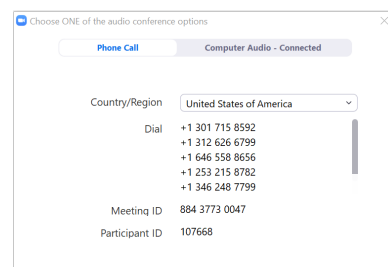 Choose ONE of the audio conference options
Phone Call Computer Audio - Connected
Country/Region United States of America
Dial +1 301 715 8592
+1 312 626 6799
+1 646 558 8656
+1 253 215 8782
+1 346 248 7799
Meeting ID 884 3773 0047
Participant ID 107668